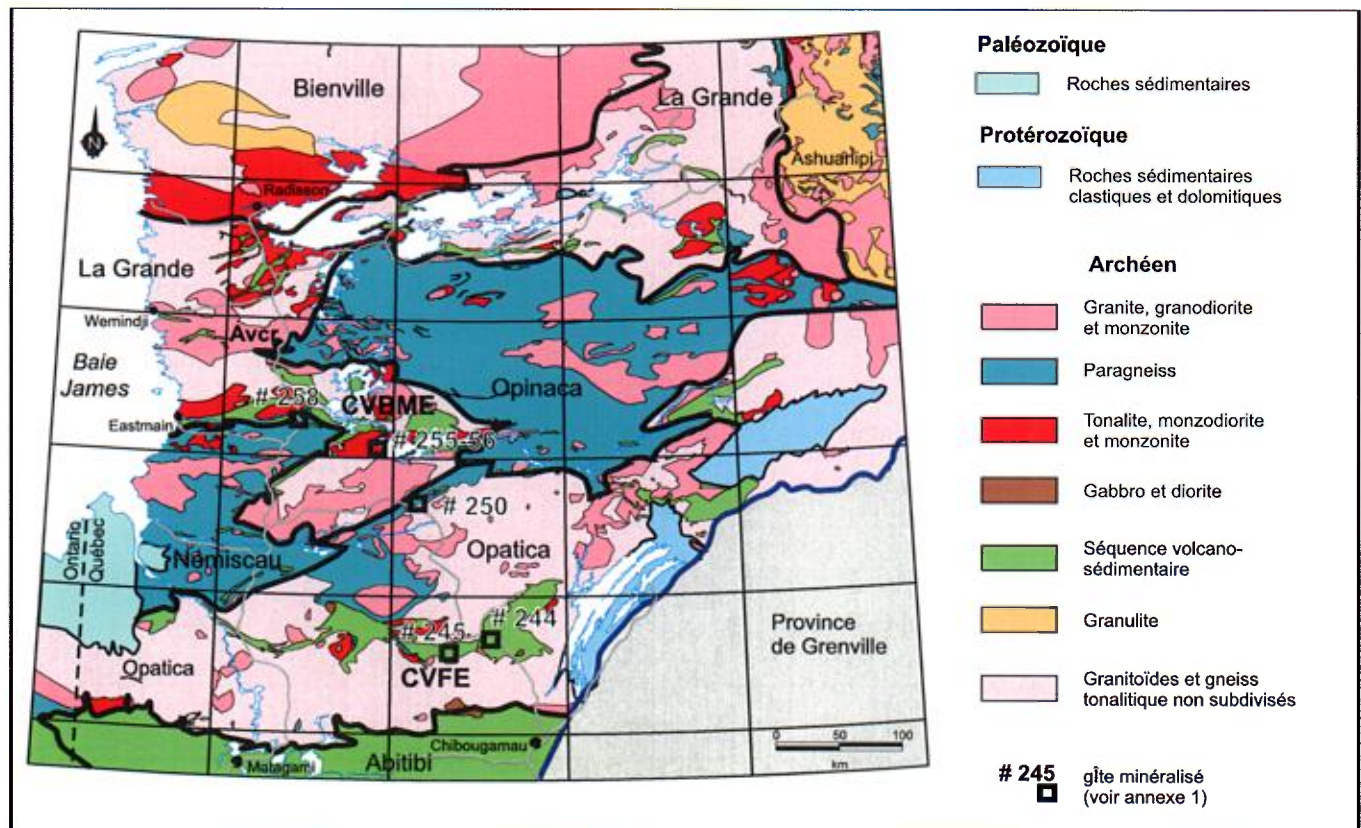 Bienville
La Grande
Ashuanipi
N
Radisson
La Grande
Wemindji
Avcr
Baie
James
Opinaca
# 258
CVBME
Eastmain
# 255-56
# 250
Ontario
Québec
Némiscau
Opatica
# 244
# 245
Province
de Grenville
Opatica
CVFE
Chibougamau
Matagami
Abitibi
0 50 100
km
Paléozoïque
Roches sédimentaires
Protérozoïque
Roches sédimentaires
clastiques et dolomitiques
Archéen
Granite, granodiorite
et monzonite
Paragneiss
Tonalite, monzodiorite
et monzonite
Gabbro et diorite
Séquence volcano-
sédimentaire
Granulite
Granitoïdes et gneiss
tonalitique non subdivisés
# 245
gîte minéralisé
(voir annexe 1)